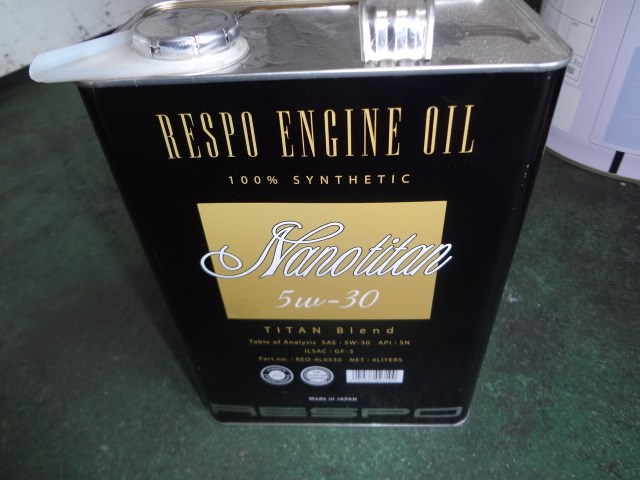 RESPO ENGINE OIL
100% SYNTHETIC
Nanotitan
5w-30
TITAN Blend
Table of Analysis SAE : 5W-30 API : SN
ILSAC : GF-5
Part no. : REO-4L0530 NET : 4LITERS
Made in JAPAN
RESPO